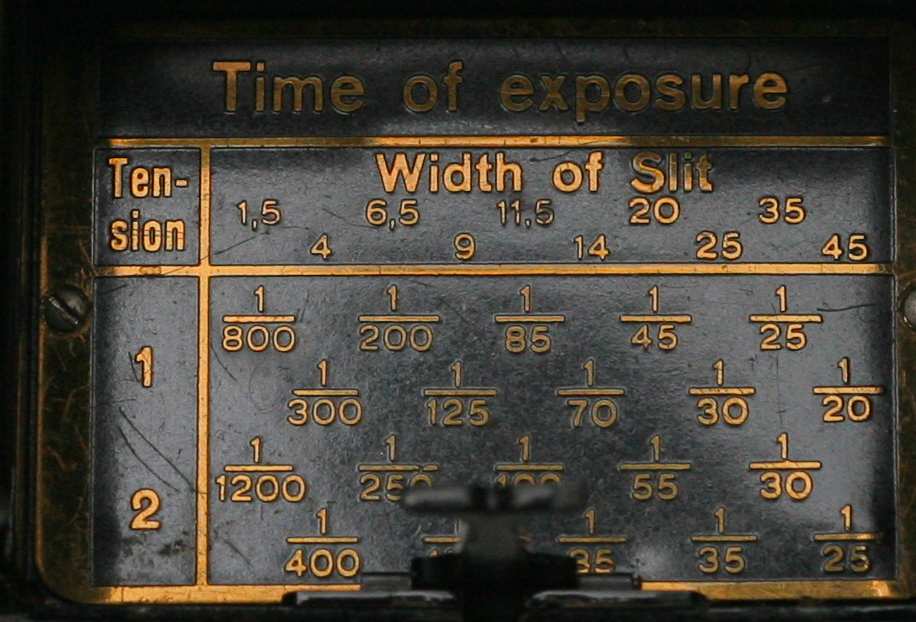 Time of exposure
Ten-
sion
Width of Slit
1,5 6,5 11,5 20 35
4 9 14 25 45
1
1/800 1/200 1/85 1/45 1/25
1/300 1/125 1/70 1/30 1/20
2
1/1200 1/250 1/100 1/55 1/30
1/400 1/85 1/35 1/25